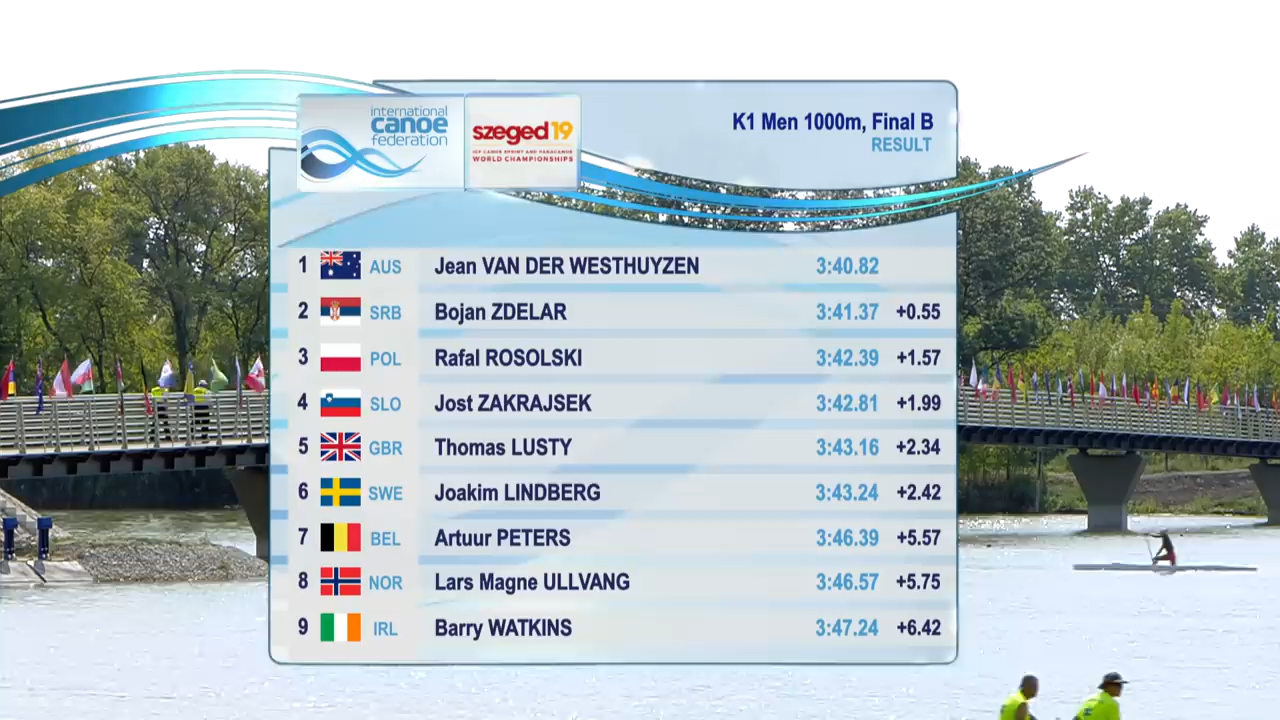 international
canoe
federation
szeged19
ICF CANOE SPRINT AND PARACANOE
WORLD CHAMPIONSHIPS
K1 Men 1000m, Final B
RESULT
1 AUS Jean VAN DER WESTHUYZEN 3:40.82
2 SRB Bojan ZDELAR 3:41.37 +0.55
3 POL Rafal ROSOLSKI 3:42.39 +1.57
4 SLO Jost ZAKRAJSEK 3:42.81 +1.99
5 GBR Thomas LUSTY 3:43.16 +2.34
6 SWE Joakim LINDBERG 3:43.24 +2.42
7 BEL Artuur PETERS 3:46.39 +5.57
8 NOR Lars Magne ULLVANG 3:46.57 +5.75
9 IRL Barry WATKINS 3:47.24 +6.42